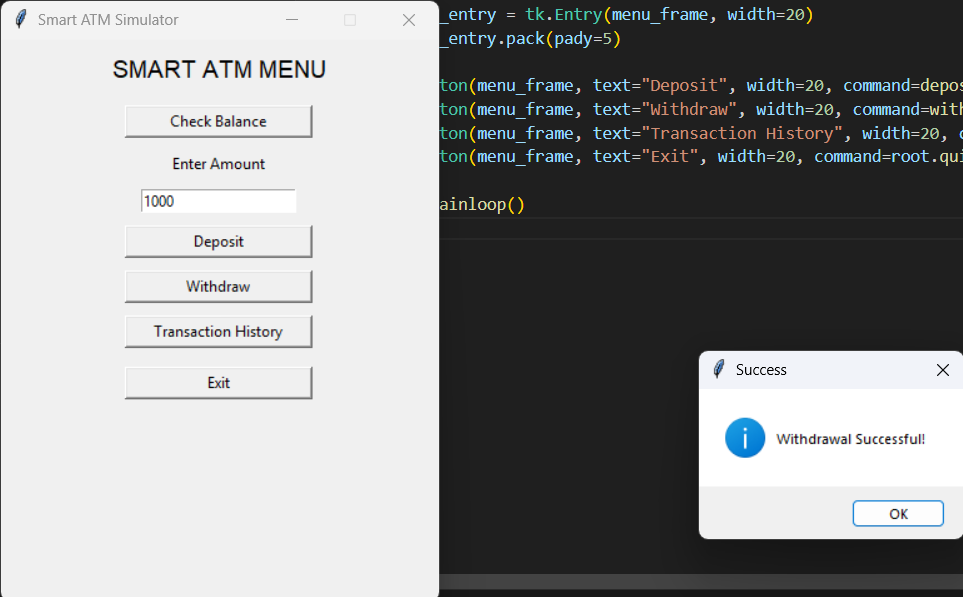 Smart ATM Simulator
SMART ATM MENU
Check Balance
Enter Amount
1000
Deposit
Withdraw
Transaction History
Exit
_entry = tk.Entry(menu_frame, width=20)
_entry.pack(pady=5)
ton(menu_frame, text="Deposit", width=20, command=depos
ton(menu_frame, text="Withdraw", width=20, command=with
ton(menu_frame, text="Transaction History", width=20, c
ton(menu_frame, text="Exit", width=20, command=root.qui
ainloop()
Success
Withdrawal Successful!
OK